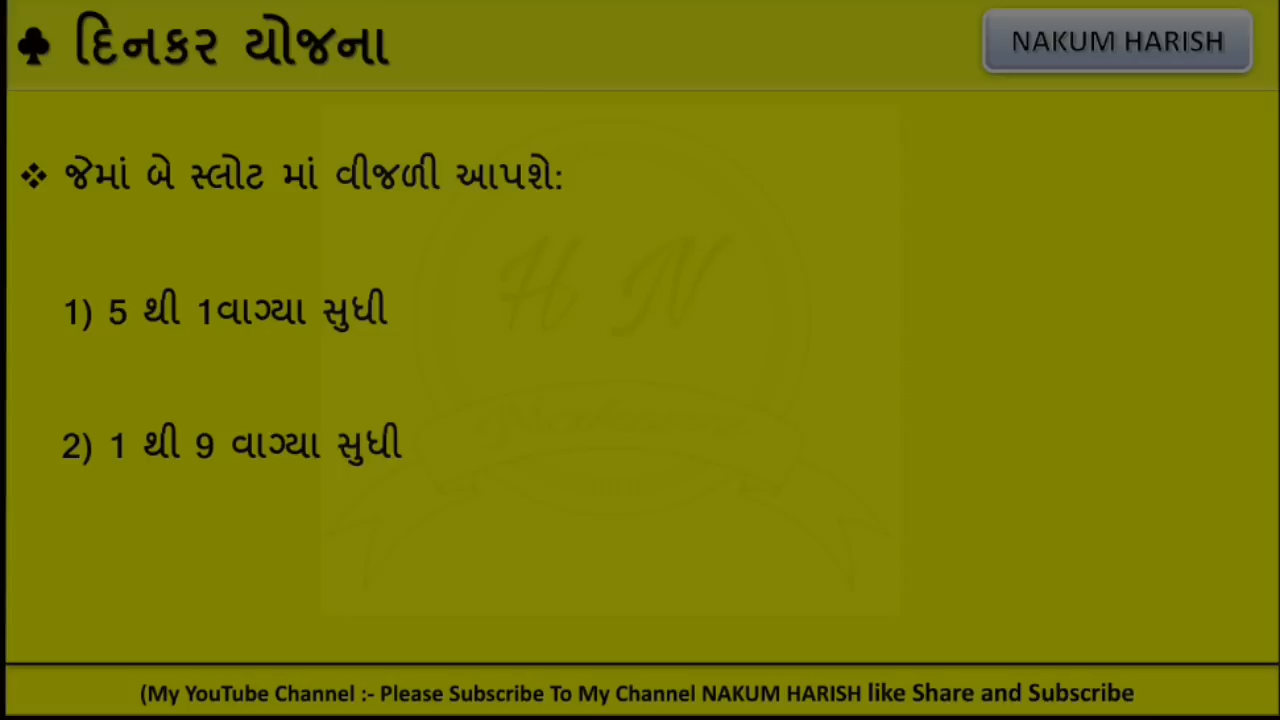 ♣ દિનકર યોજના
NAKUM HARISH
❖ જેમાં બે સ્લોટ માં વીજળી આપશે:
1) 5 થી 1વાગ્યા સુધી
2) 1 થી 9 વાગ્યા સુધી
H N
(My YouTube Channel :- Please Subscribe To My Channel NAKUM HARISH like Share and Subscribe